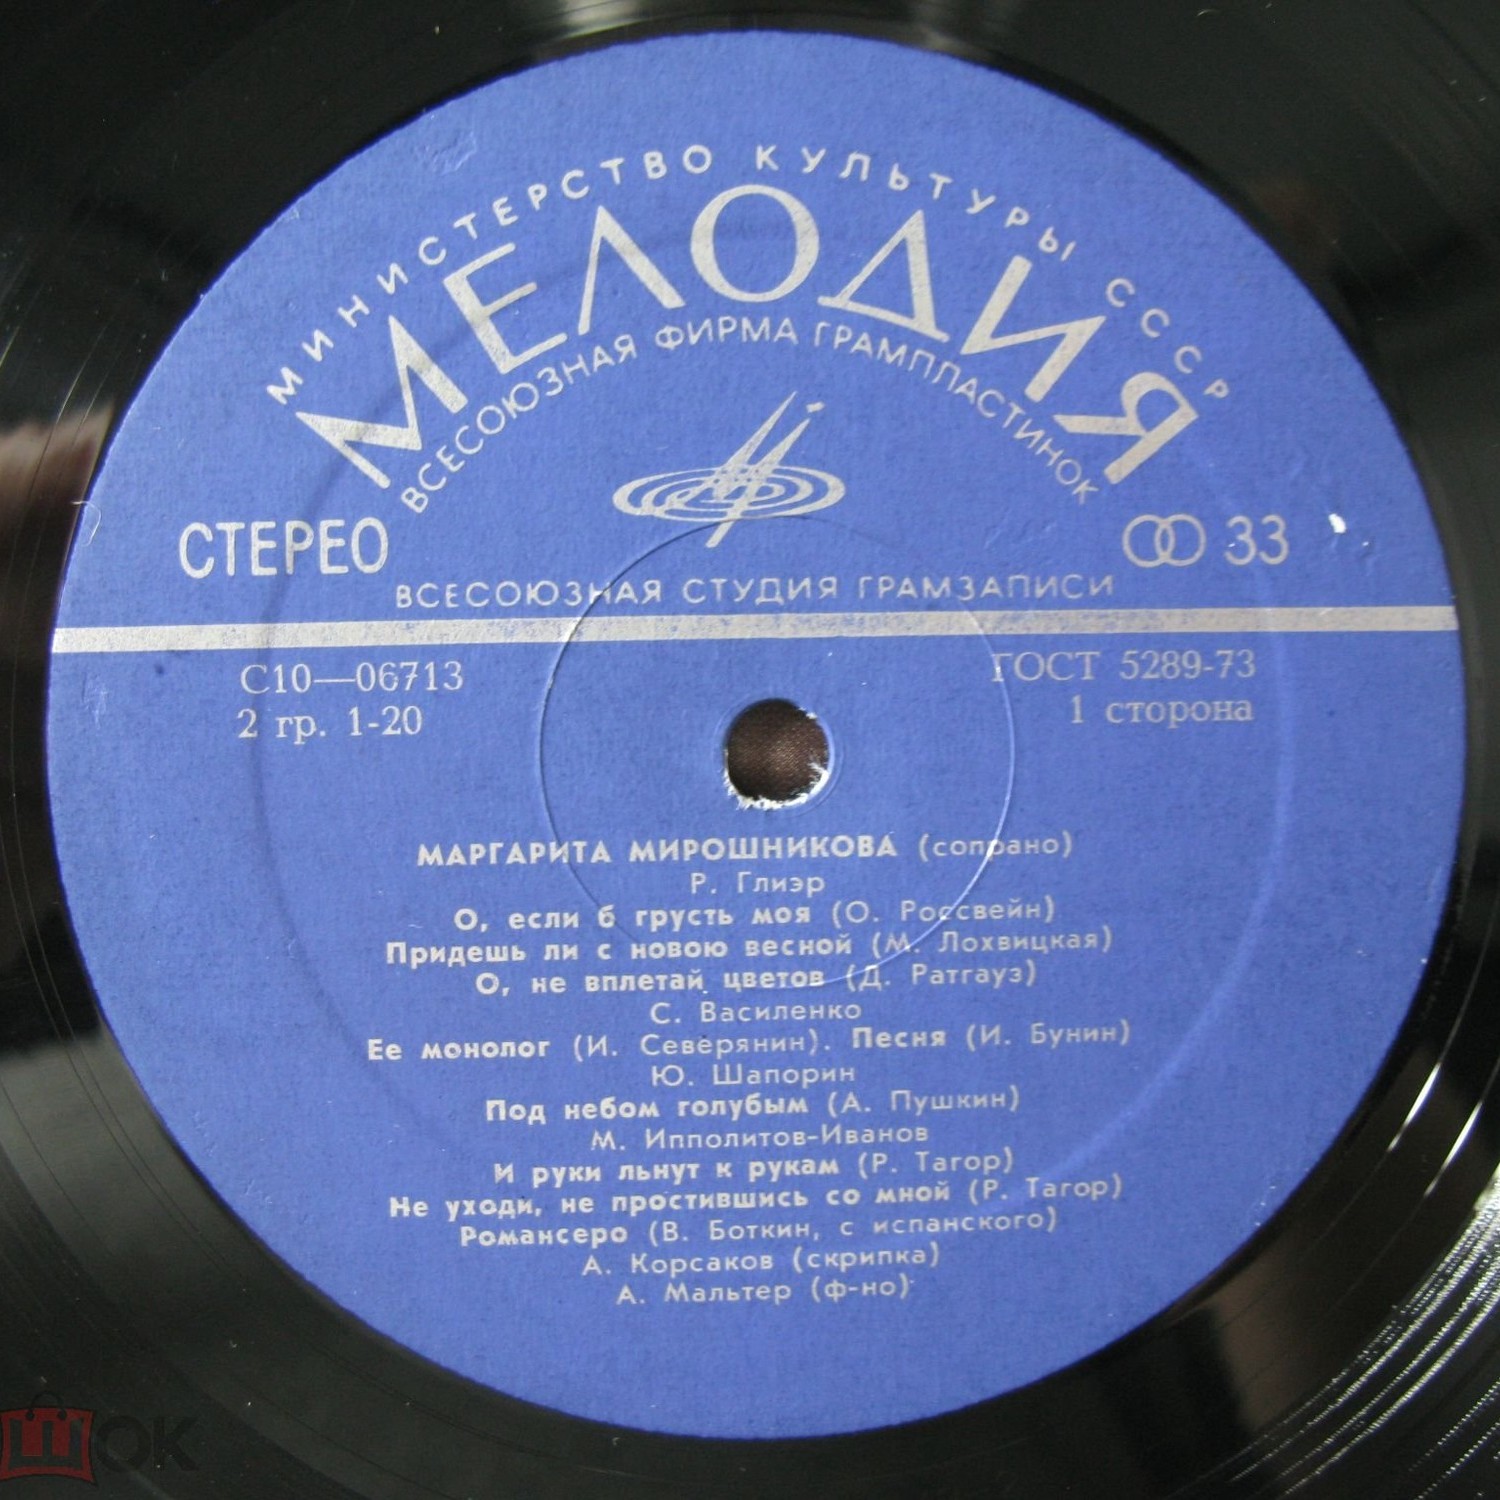 МИНИСТЕРСТВО КУЛЬТУРЫ СССР
МЕЛОДИЯ
ВСЕСОЮЗНАЯ ФИРМА ГРАМПЛАСТИНОК
СТЕРЕО
33
ВСЕСОЮЗНАЯ СТУДИЯ ГРАМЗАПИСИ
С10—06713
ГОСТ 5289-73
2 гр. 1-20
1 сторона
МАРГАРИТА МИРОШНИКОВА (сопрано)
Р. Глиэр
О, если б грусть моя (О. Россвейн)
Придешь ли с новою весной (М. Лохвицкая)
О, не вплетай цветов (Д. Ратгауз)
С. Василенко
Ее монолог (И. Северянин). Песня (И. Бунин)
Ю. Шапорин
Под небом голубым (А. Пушкин)
М. Ипполитов-Иванов
И руки льнут к рукам (Р. Тагор)
Не уходи, не простившись со мной (Р. Тагор)
Романсеро (В. Боткин, с испанского)
А. Корсаков (скрипка)
А. Мальтер (ф-но)
ШОК